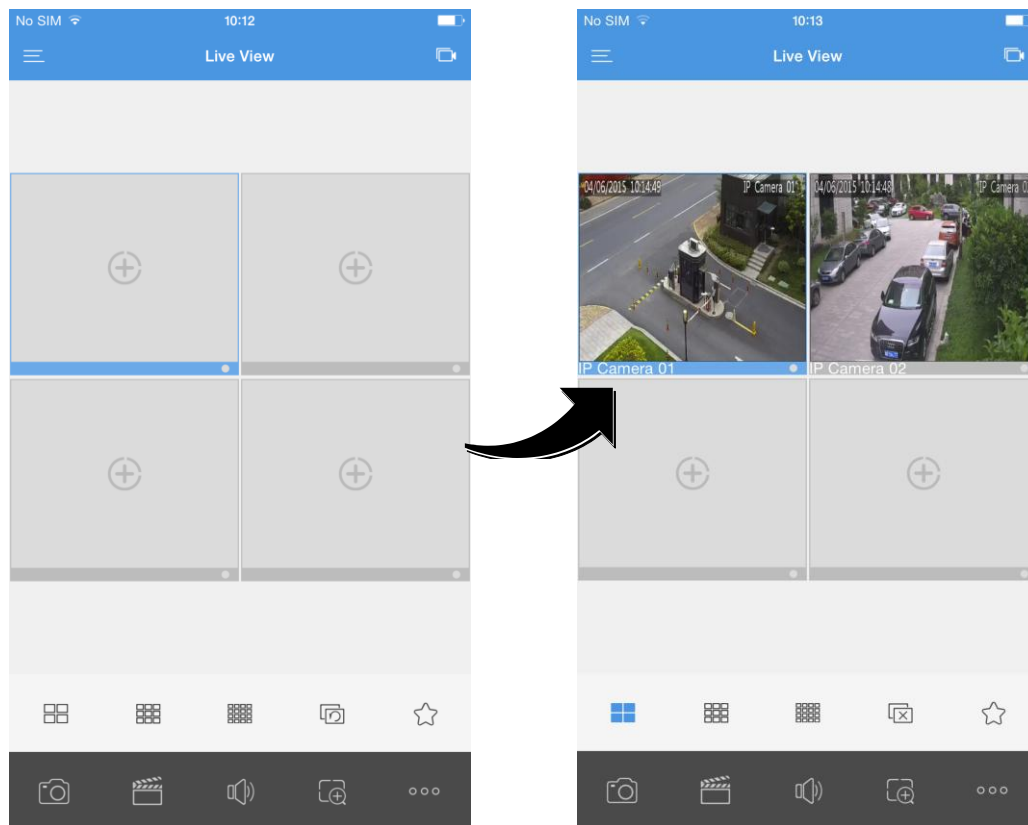 No SIM 10:12
Live View
No SIM 10:13
Live View
04/06/2015 10:14:49 IP Camera 01
04/06/2015 10:14:48 IP Camera
IP Camera 01
IP Camera 02